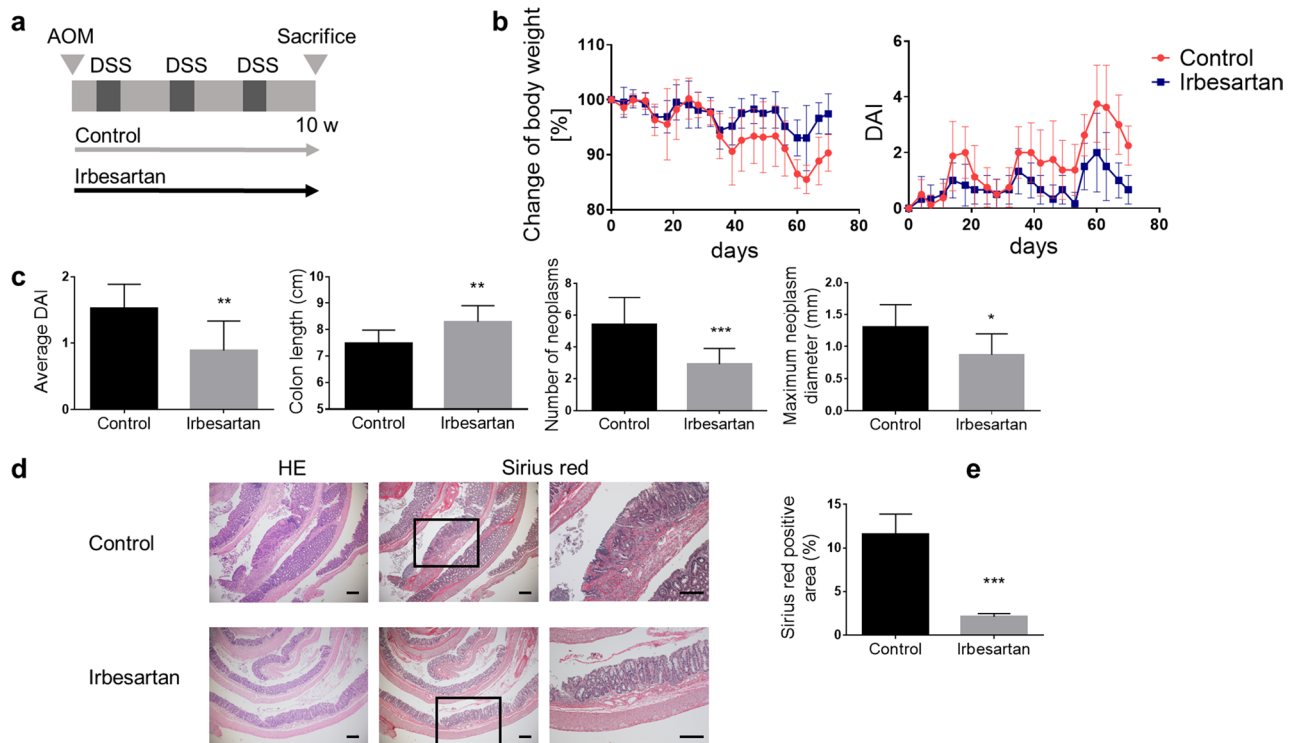 a
AOM
Sacrifice
DSS
DSS
DSS
10 w
Control
Irbesartan
b
Change of body weight
[%]
110
100
90
80
0
20
40
60
80
days
DAI
6
4
2
0
0
20
40
60
80
days
Control
Irbesartan
c
Average DAI
2
1
0
**
Control
Irbesartan
Colon length (cm)
10
9
8
7
6
5
**
Control
Irbesartan
Number of neoplasms
8
6
4
2
0
***
Control
Irbesartan
Maximum neoplasm
diameter (mm)
2.0
1.5
1.0
0.5
0.0
*
Control
Irbesartan
d
HE
Sirius red
Control
Irbesartan
e
Sirius red positive
area (%)
15
10
5
0
***
Control
Irbesartan